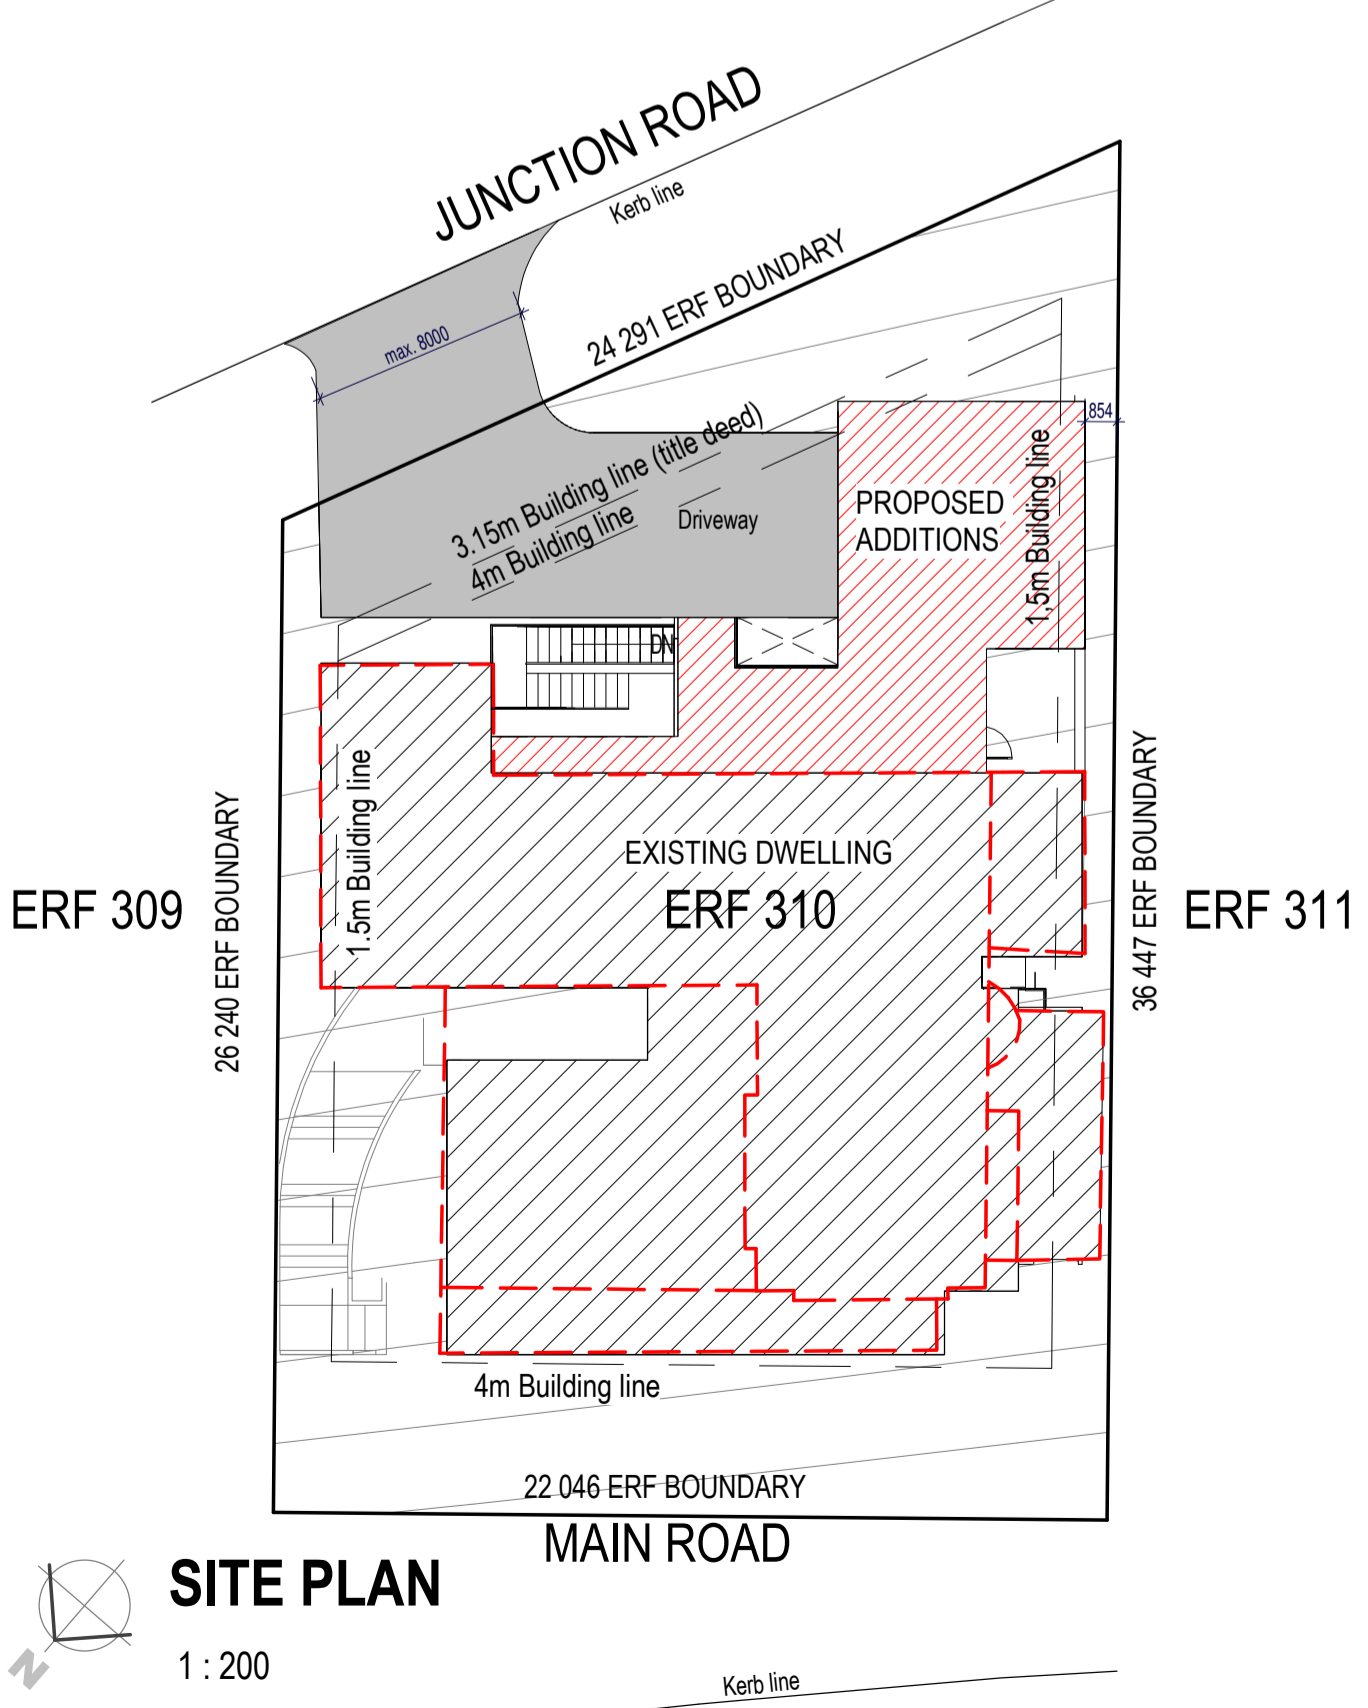 JUNCTION ROAD
Kerb line
24 291 ERF BOUNDARY
max. 8000
854
3.15m Building line (title deed)
4m Building line
Driveway
PROPOSED
ADDITIONS
1,5m Building line
DN
1.5m Building line
EXISTING DWELLING
ERF 309
26 240 ERF BOUNDARY
ERF 310
36 447 ERF BOUNDARY
ERF 311
4m Building line
22 046 ERF BOUNDARY
MAIN ROAD
SITE PLAN
N
1 : 200
Kerb line